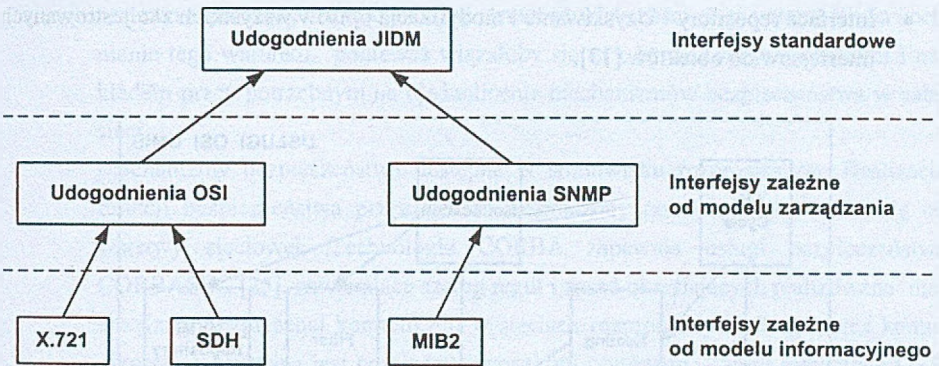 Udogodnienia JIDM
Interfejsy standardowe
Udogodnienia OSI
Udogodnienia SNMP
Interfejsy zależne
od modelu zarządzania
X.721
SDH
MIB2
Interfejsy zależne
od modelu informacyjnego